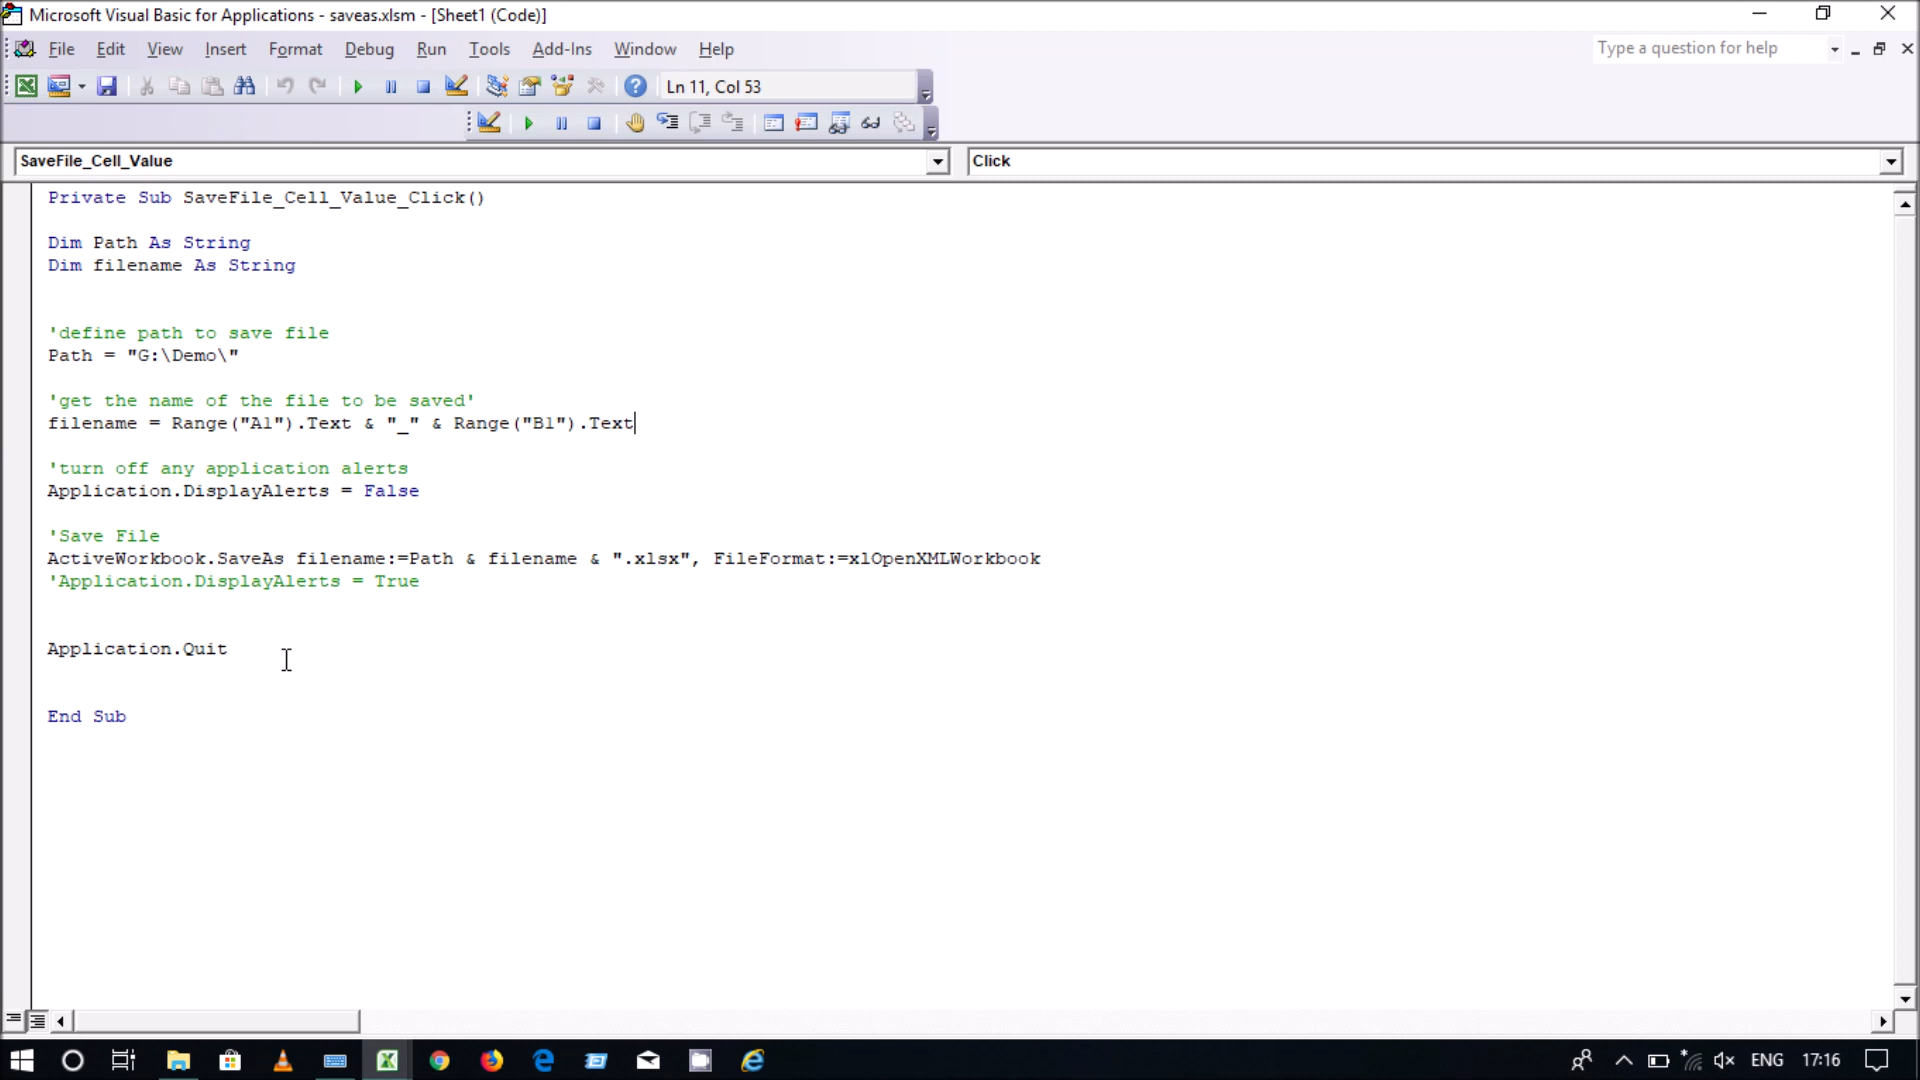 Microsoft Visual Basic for Applications - saveas.xlsm - [Sheet1 (Code)]
File Edit View Insert Format Debug Run Tools Add-Ins Window Help
Type a question for help
Ln 11, Col 53
SaveFile_Cell_Value
Click
Private Sub SaveFile_Cell_Value_Click()
Dim Path As String
Dim filename As String
'define path to save file
Path = "G:\Demo\"
'get the name of the file to be saved'
filename = Range("A1").Text & "_" & Range("B1").Text
'turn off any application alerts
Application.DisplayAlerts = False
'Save File
ActiveWorkbook.SaveAs filename:=Path & filename & ".xlsx", FileFormat:=xlOpenXMLWorkbook
'Application.DisplayAlerts = True
Application.Quit
End Sub
ENG 17:16